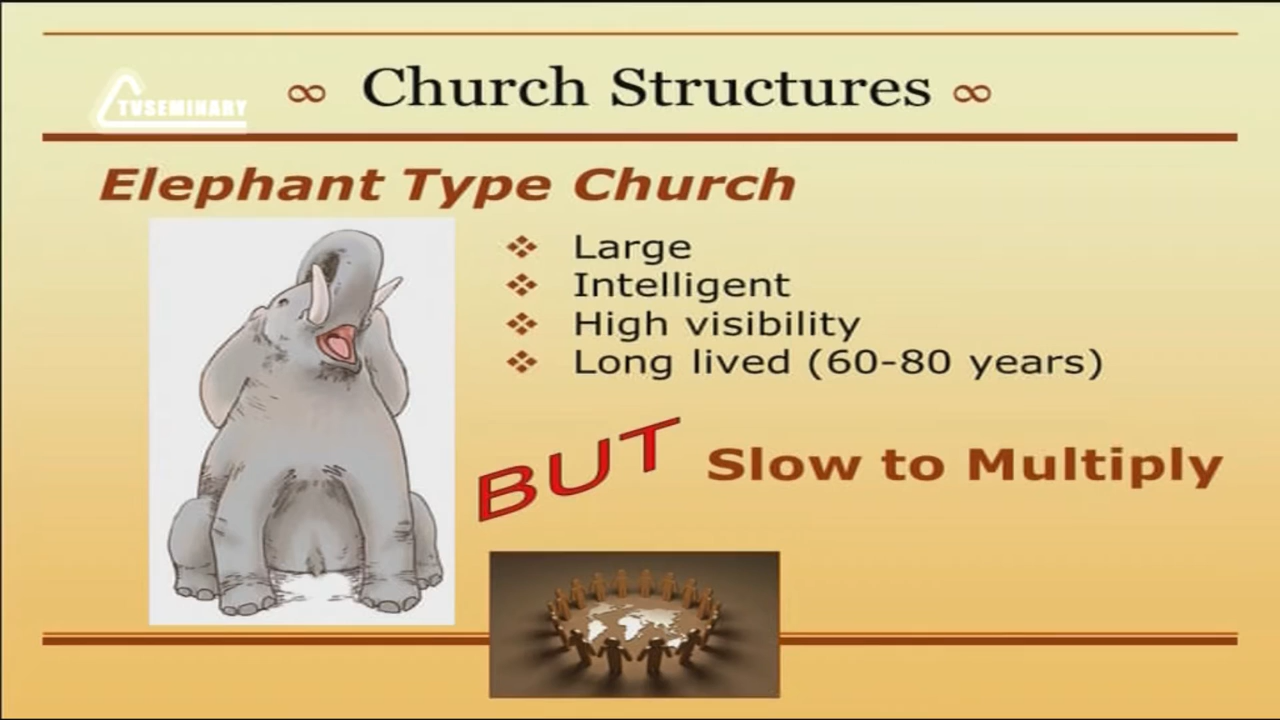 ∞ Church Structures ∞
TVSEMINARY
Elephant Type Church
❖ Large
❖ Intelligent
❖ High visibility
❖ Long lived (60-80 years)
BUT Slow to Multiply